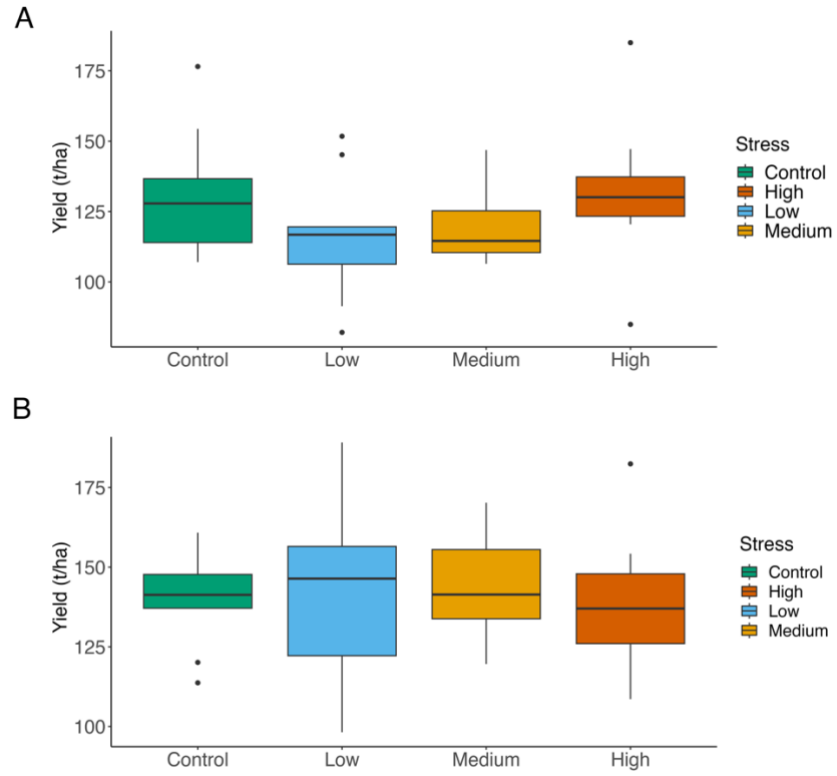 A
Yield (t/ha)
175
150
125
100
Control Low Medium High
Stress
Control
High
Low
Medium
B
Yield (t/ha)
175
150
125
100
Control Low Medium High
Stress
Control
High
Low
Medium